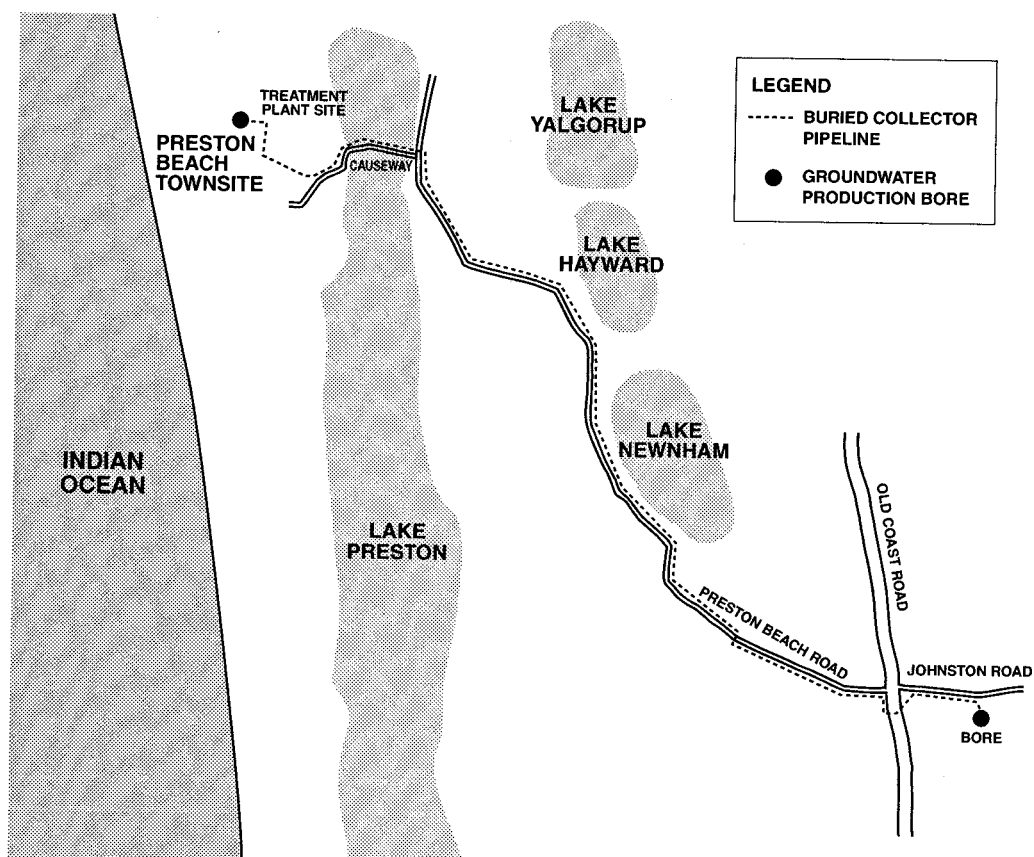 TREATMENT
PLANT SITE
PRESTON
BEACH
TOWNSITE
CAUSEWAY
LAKE
YALGORUP
LEGEND
BURIED COLLECTOR
PIPELINE
GROUNDWATER
PRODUCTION BORE
LAKE
HAYWARD
LAKE
NEWNHAM
INDIAN
OCEAN
LAKE
PRESTON
OLD COAST ROAD
PRESTON BEACH ROAD
JOHNSTON ROAD
BORE